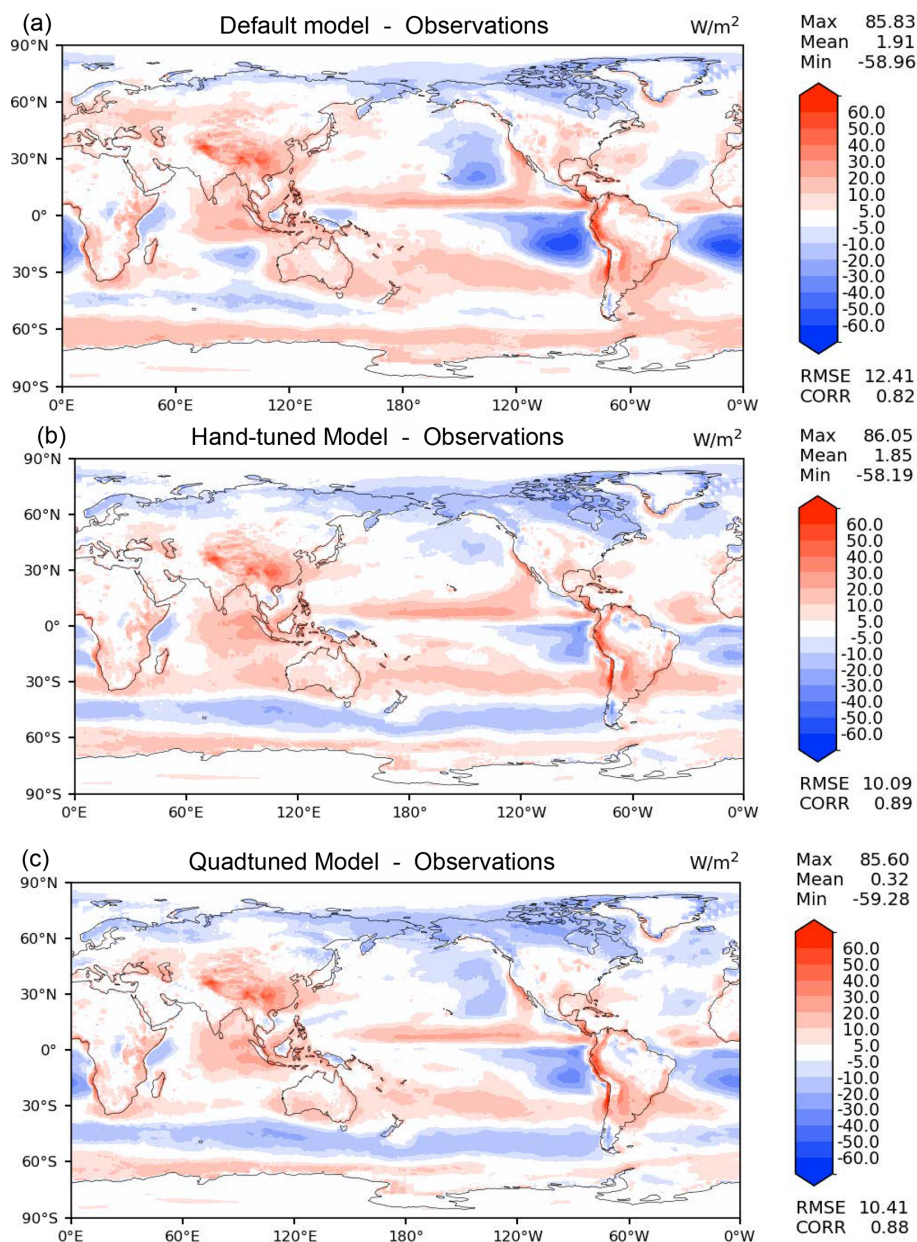 (a) Default model - Observations W/m²
Max 85.83
Mean 1.91
Min -58.96
90°N
60°N
30°N
0°
30°S
60°S
90°S
0°E 60°E 120°E 180° 120°W 60°W 0°W
60.0
50.0
40.0
30.0
20.0
10.0
5.0
-5.0
-10.0
-20.0
-30.0
-40.0
-50.0
-60.0
RMSE 12.41
CORR 0.82
(b) Hand-tuned Model - Observations W/m²
Max 86.05
Mean 1.85
Min -58.19
90°N
60°N
30°N
0°
30°S
60°S
90°S
0°E 60°E 120°E 180° 120°W 60°W 0°W
60.0
50.0
40.0
30.0
20.0
10.0
5.0
-5.0
-10.0
-20.0
-30.0
-40.0
-50.0
-60.0
RMSE 10.09
CORR 0.89
(c) Quadtuned Model - Observations W/m²
Max 85.60
Mean 0.32
Min -59.28
90°N
60°N
30°N
0°
30°S
60°S
90°S
0°E 60°E 120°E 180° 120°W 60°W 0°W
60.0
50.0
40.0
30.0
20.0
10.0
5.0
-5.0
-10.0
-20.0
-30.0
-40.0
-50.0
-60.0
RMSE 10.41
CORR 0.88